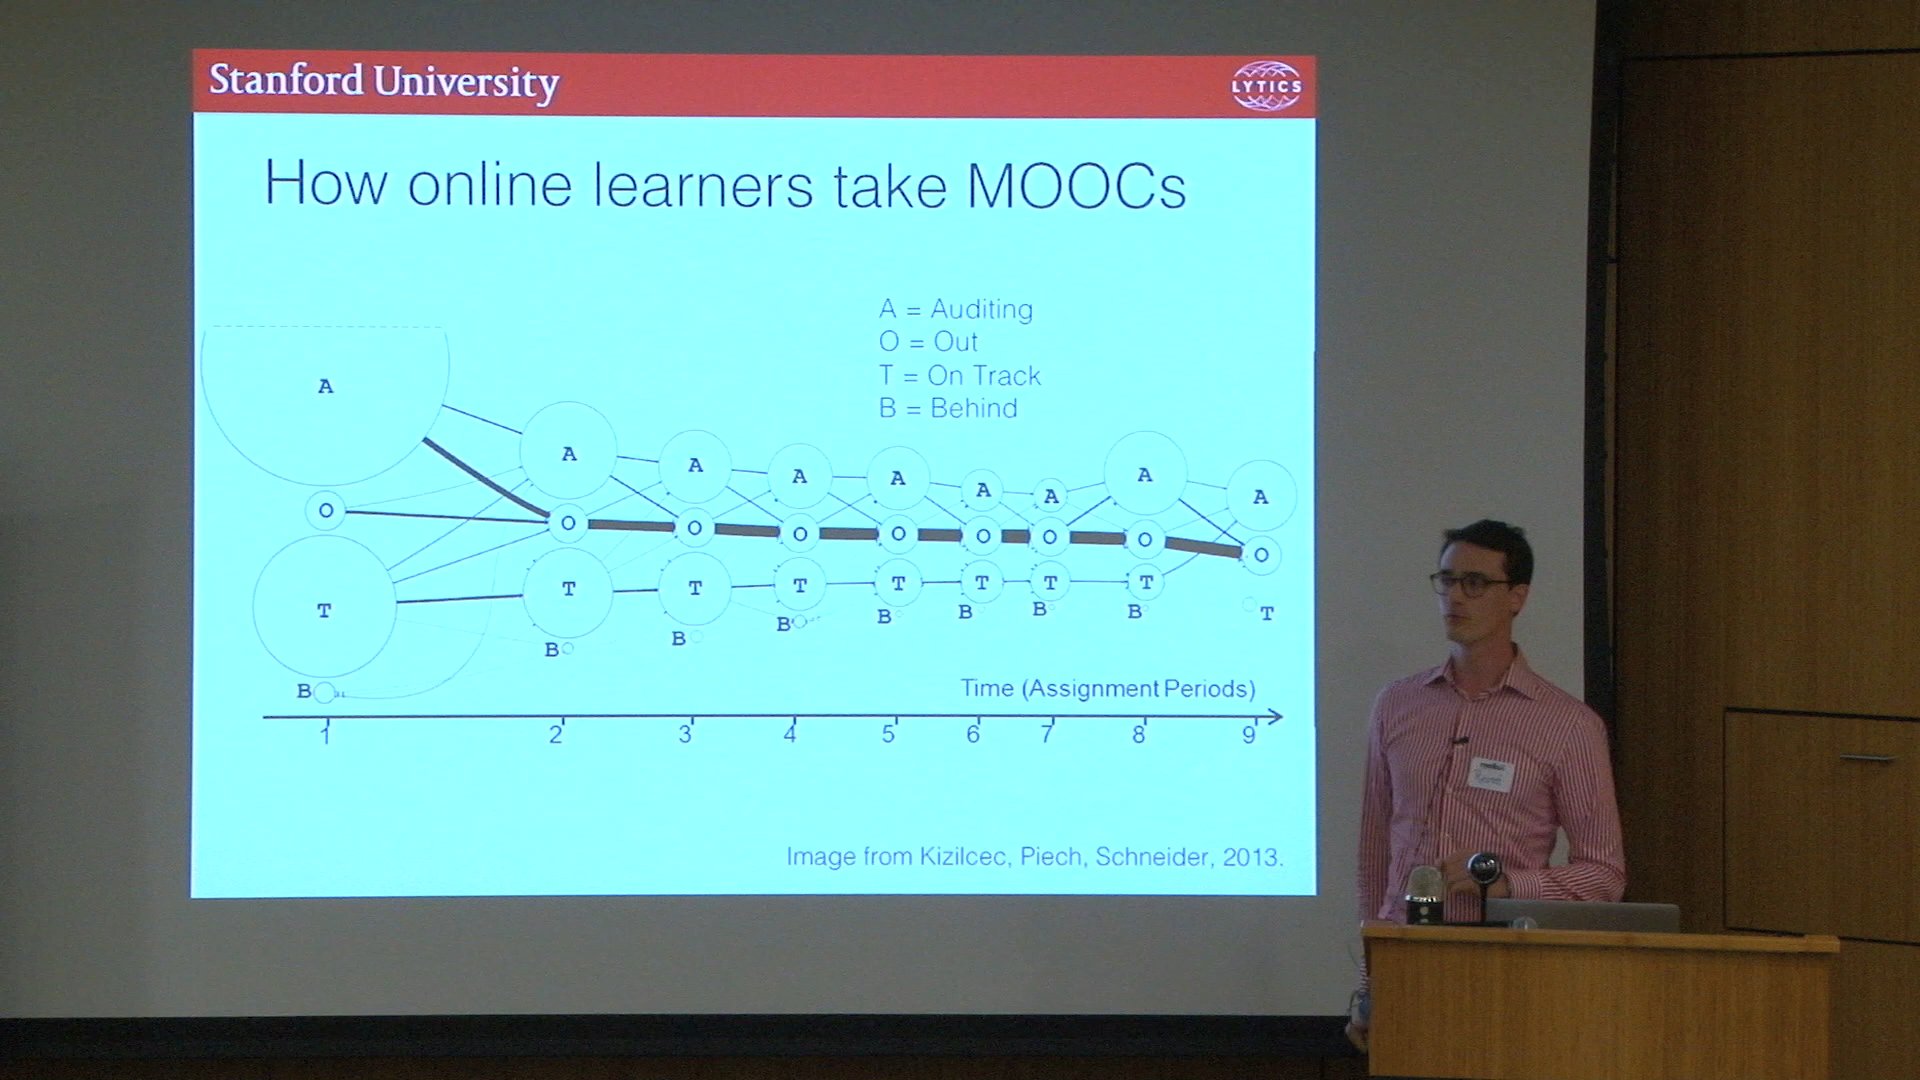 Stanford University
LYTICS
How online learners take MOOCs
A = Auditing
O = Out
T = On Track
B = Behind
A A A A A A A A A
O O O O O O O O O
T T T T T T T T T
B B B B B B B B
Time (Assignment Periods)
1 2 3 4 5 6 7 8 9
Image from Kizilcec, Piech, Schneider, 2013.